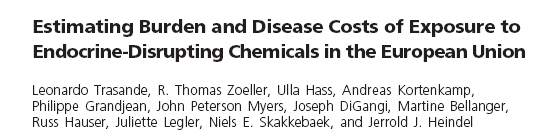 Estimating Burden and Disease Costs of Exposure to
Endocrine-Disrupting Chemicals in the European Union
Leonardo Trasande, R. Thomas Zoeller, Ulla Hass, Andreas Kortenkamp,
Philippe Grandjean, John Peterson Myers, Joseph DiGangi, Martine Bellanger,
Russ Hauser, Juliette Legler, Niels E. Skakkebaek, and Jerrold J. Heindel